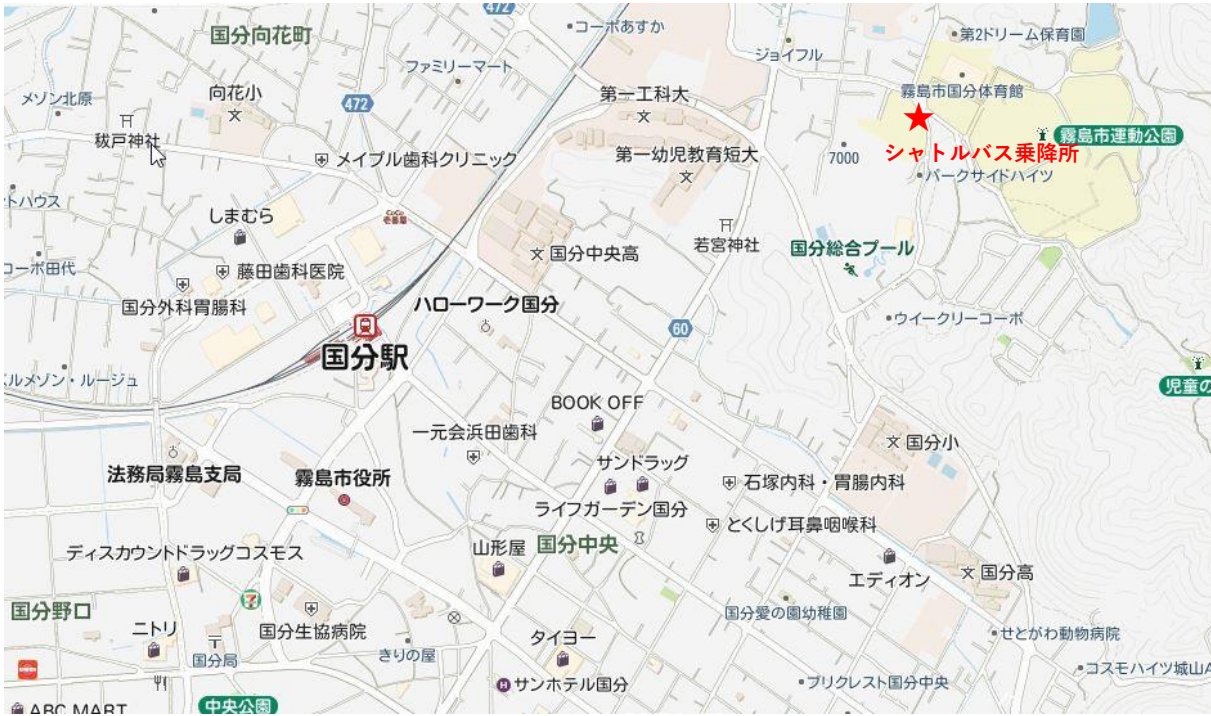 472
国分向花町
コーポあすか
第2ドリーム保育園
ジョイフル
ファミリーマート
メゾン北原
向花小
472
第一工科大
霧島市国分体育館
秡戸神社
霧島市運動公園
メイプル歯科クリニック
第一幼児教育短大
7000
シャトルバス乗降所
パークサイドハイツ
トハウス
しまむら
CoCo
壱番屋
若宮神社
国分総合プール
国分中央高
コーポ田代
藤田歯科医院
国分外科胃腸科
ハローワーク国分
ウイークリーコーポ
60
国分駅
ベルメゾン・ルージュ
児童の
BOOK OFF
一元会浜田歯科
国分小
サンドラッグ
法務局霧島支局
霧島市役所
石塚内科・胃腸内科
ライフガーデン国分
とくしげ耳鼻咽喉科
ディスカウントドラッグコスモス
山形屋
国分中央
エディオン
国分高
国分野口
国分愛の園幼稚園
ニトリ
国分生協病院
タイヨー
せとがわ動物病院
国分局
きりの屋
コスモハイツ城山A
サンホテル国分
プリクレスト国分中央
ABC MART
中央公園